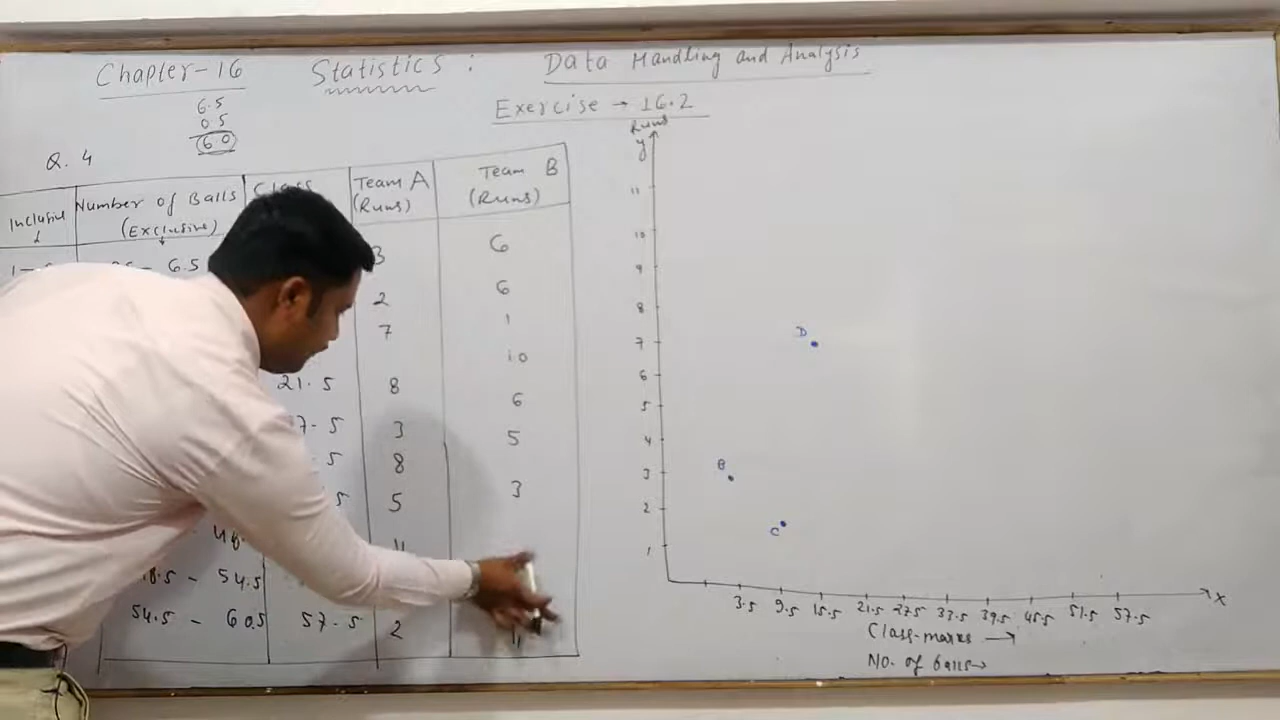 Chapter-16 Statistics : Data Handling and Analysis
Exercise → 16.2
6.5
0.5
60
Q. 4
Inclusive Number of Balls (Exclusive) Class Team A (Runs) Team B (Runs)
6.5 3 6
2 6
7 1
10
21.5 8
6
7.5 3 5
5 8
5 5 3
48.
8.5 - 54.5
54.5 - 60.5 57.5 2
Runs
y
11
10
9
8
7 D
6
5
4
3 B
2 C
1
3.5 9.5 15.5 21.5 27.5 33.5 39.5 45.5 51.5 57.5 X
Class-marks →
No. of balls→